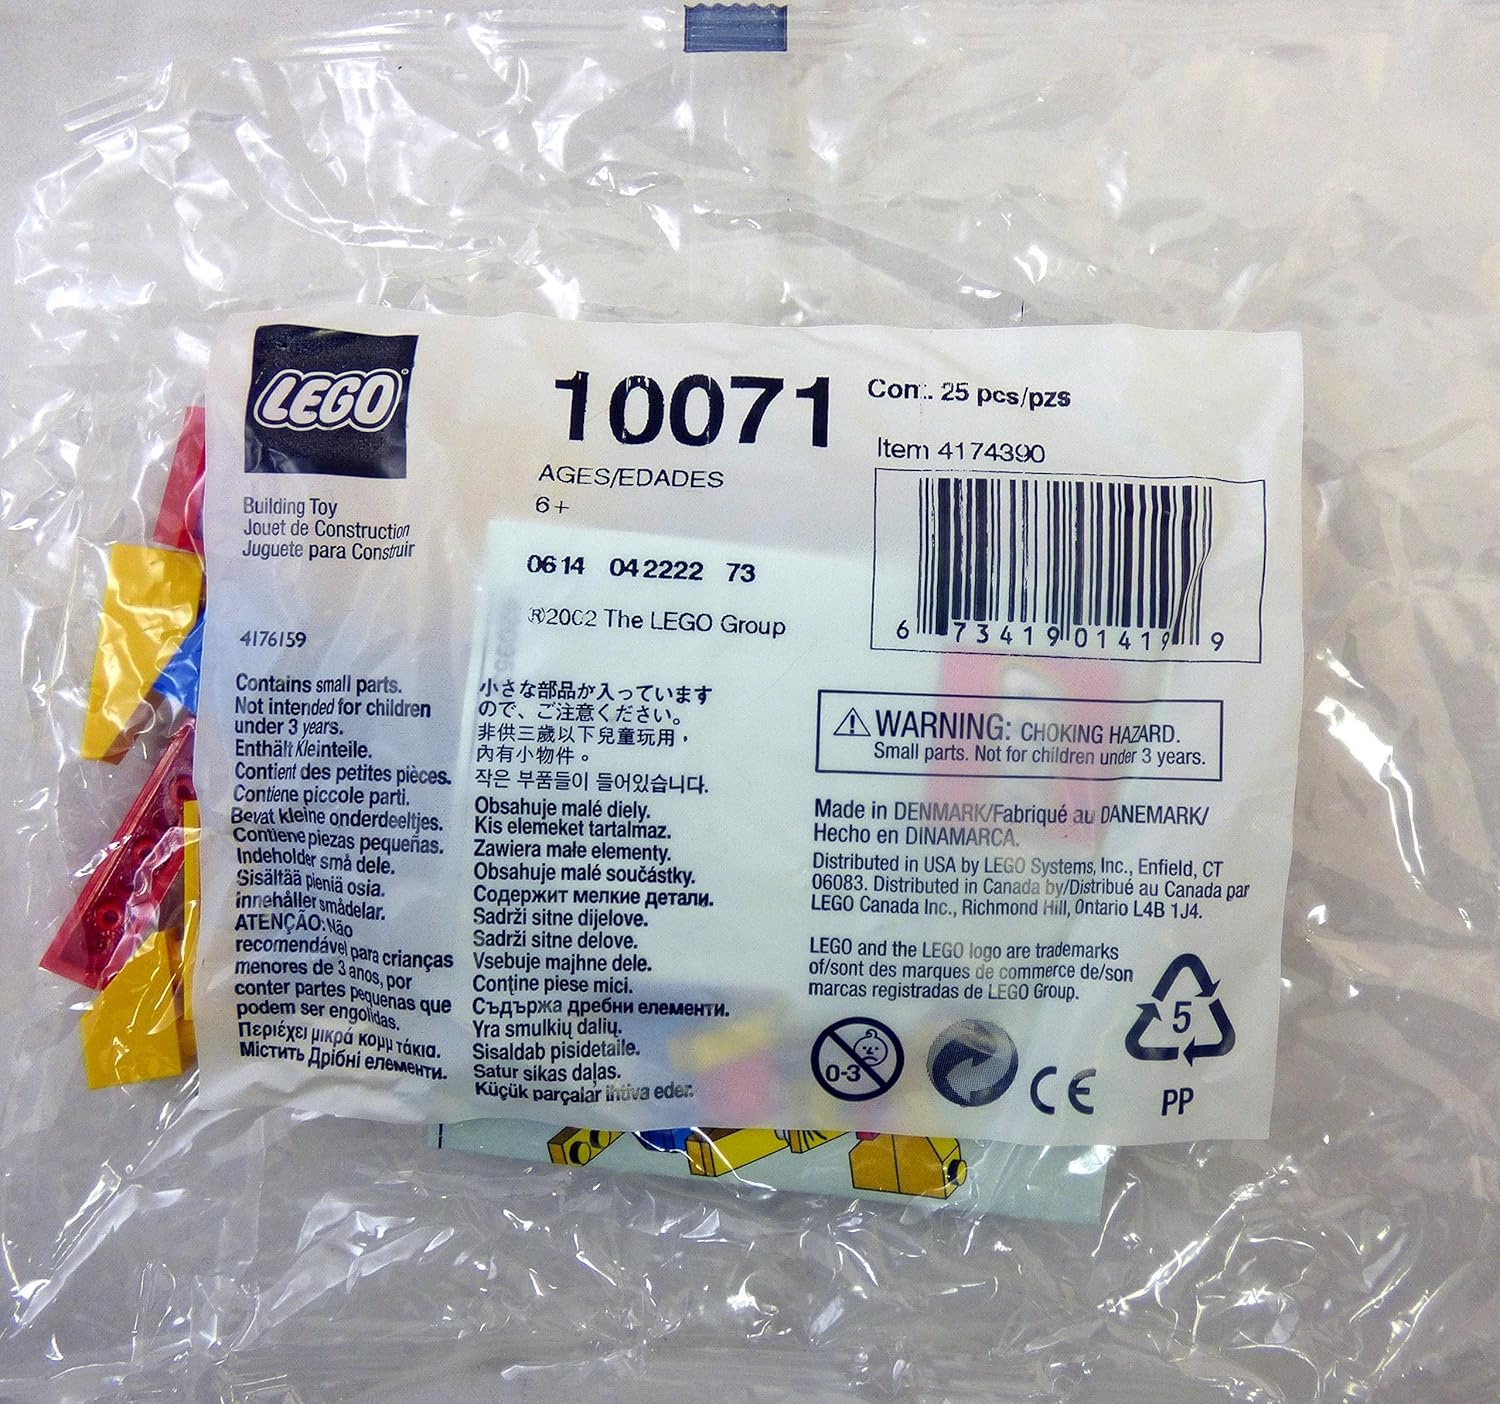 LEGO®
Building Toy
Jouet de Construction
Juguete para Construir
4176159
10071
AGES/EDADES
6+
0614 042222 73
®2002 The LEGO Group
Cont. 25 pcs/pzs
Item 4174390
6 73419 01419 9
Contains small parts.
Not intended for children
under 3 years.
Enthält Kleinteile.
Contient des petites pièces.
Contiene piccole parti.
Bevat kleine onderdeeltjes.
Contiene piezas pequeñas.
Indeholder små dele.
Sisältää pieniä osia.
Innehåller smådelar.
ATENÇÃO: Não
recomendável para crianças
menores de 3 anos, por
conter partes pequenas que
podem ser engolidas.
Περιέχει μικρά κομμτάκια.
Містить Дрібні елементи.
小さな部品が入っています
ので、ご注意ください。
非供三歲以下兒童玩用，
內有小物件。
작은 부품들이 들어있습니다.
Obsahuje malé diely.
Kis elemeket tartalmaz.
Zawiera małe elementy.
Obsahuje malé součástky.
Содержит мелкие детали.
Sadrži sitne dijelove.
Sadrži sitne delove.
Vsebuje majhne dele.
Conţine piese mici.
Съдържа дребни елементи.
Yra smulkių dalių.
Sisaldab pisidetaile.
Satur sikas daļas.
Küçük parçalar ihtiva eder.
WARNING: CHOKING HAZARD.
Small parts. Not for children under 3 years.
Made in DENMARK/Fabriqué au DANEMARK/
Hecho en DINAMARCA.
Distributed in USA by LEGO Systems, Inc., Enfield, CT
06083. Distributed in Canada by/Distribué au Canada par
LEGO Canada Inc., Richmond Hill, Ontario L4B 1J4.
LEGO and the LEGO logo are trademarks
of/sont des marques de commerce de/son
marcas registradas de LEGO Group.
0-3
CE
5
PP